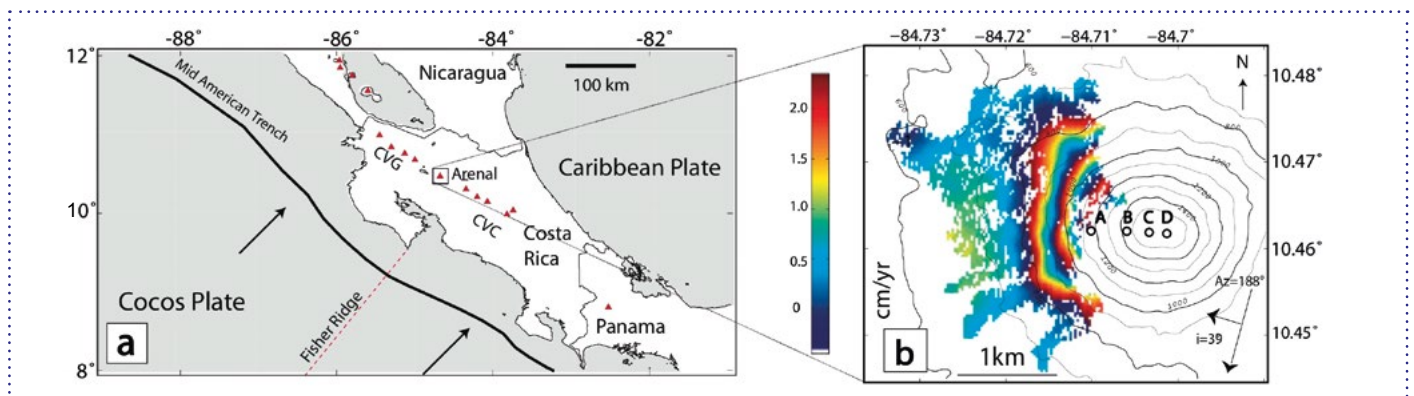 -88° -86° -84° -82°
12°
10°
8°
Mid American Trench
Nicaragua
100 km
CVG
Arenal
Caribbean Plate
CVC
Costa
Rica
Cocos Plate
Fisher Ridge
Panama
a
2.0
1.5
1.0
0.5
0
cm/yr
-84.73° -84.72° -84.71° -84.7°
N
10.48°
10.47°
10.46°
10.45°
A B C D
Az=188°
i=39
1km
b